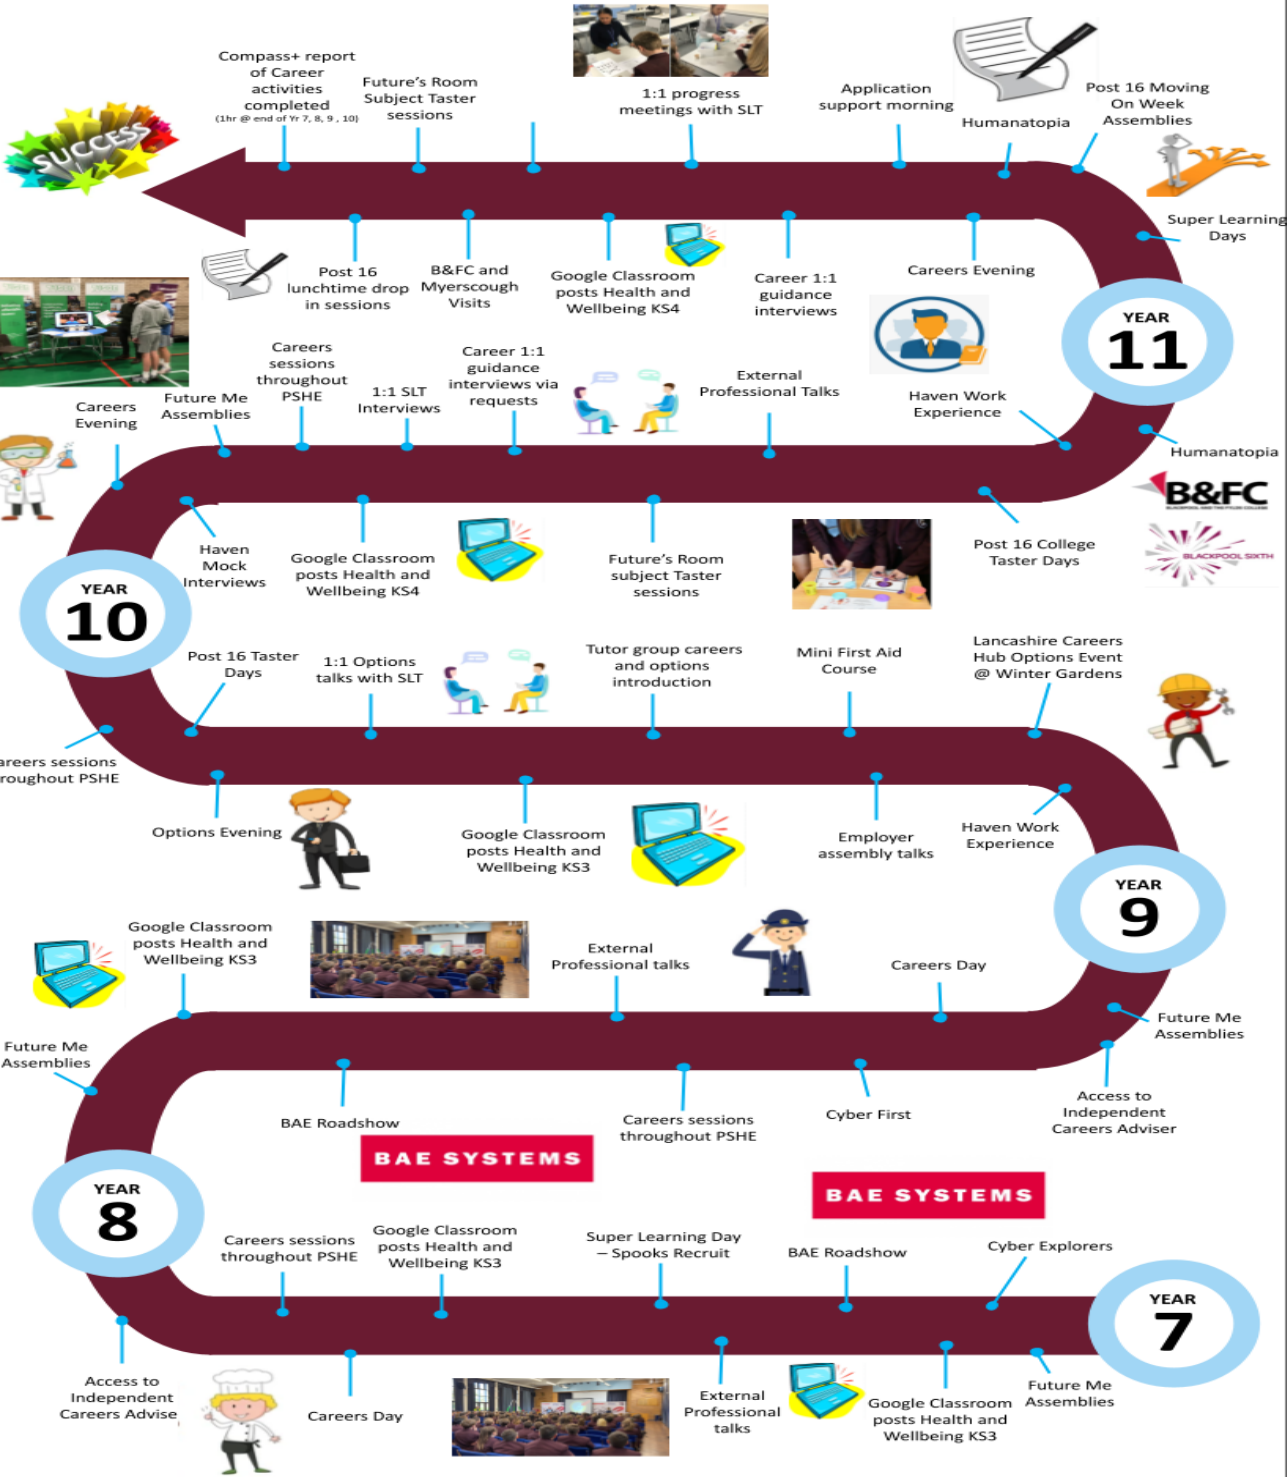 Compass+ report
of Career
activities
completed
(1hr @ end of Yr 7, 8, 9 , 10)
Future's Room
Subject Taster
sessions
1:1 progress
meetings with SLT
Application
support morning
Humanatopia
Post 16 Moving
On Week
Assemblies
SUCCESS
Super Learning
Days
Post 16
lunchtime drop
in sessions
B&FC and
Myerscough
Visits
Google Classroom
posts Health and
Wellbeing KS4
Career 1:1
guidance
interviews
Careers Evening
YEAR
11
Careers
Evening
Future Me
Assemblies
Careers
sessions
throughout
PSHE
1:1 SLT
Interviews
Career 1:1
guidance
interviews via
requests
External
Professional Talks
Haven Work
Experience
Humanatopia
B&FC
BLACKPOOL AND THE FYLDE COLLEGE
BLACKPOOL SIXTH
Haven
Mock
Interviews
Google Classroom
posts Health and
Wellbeing KS4
Future's Room
subject Taster
sessions
Post 16 College
Taster Days
YEAR
10
Post 16 Taster
Days
1:1 Options
talks with SLT
Tutor group careers
and options
introduction
Mini First Aid
Course
Lancashire Careers
Hub Options Event
@ Winter Gardens
areers sessions
roughout PSHE
Options Evening
Google Classroom
posts Health and
Wellbeing KS3
Employer
assembly talks
Haven Work
Experience
YEAR
9
Google Classroom
posts Health and
Wellbeing KS3
External
Professional talks
Careers Day
Future Me
Assemblies
Future Me
Assemblies
BAE Roadshow
Careers sessions
throughout PSHE
Cyber First
Access to
Independent
Careers Adviser
BAE SYSTEMS
BAE SYSTEMS
YEAR
8
Careers sessions
throughout PSHE
Google Classroom
posts Health and
Wellbeing KS3
Super Learning Day
– Spooks Recruit
BAE Roadshow
Cyber Explorers
YEAR
7
Access to
Independent
Careers Advise
Careers Day
External
Professional
talks
Google Classroom
posts Health and
Wellbeing KS3
Future Me
Assemblies